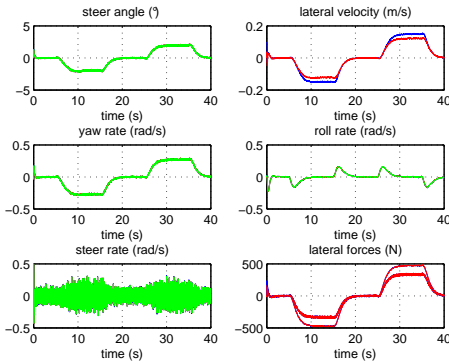 steer angle (°)
5
0
−5
0 10 20 30 40
time (s)
lateral velocity (m/s)
0.2
0
−0.2
0 10 20 30 40
time (s)
yaw rate (rad/s)
0.5
0
−0.5
0 10 20 30 40
time (s)
roll rate (rad/s)
0.5
0
−0.5
0 10 20 30 40
time (s)
steer rate (rad/s)
0.5
0
−0.5
0 10 20 30 40
time (s)
lateral forces (N)
500
0
−500
0 10 20 30 40
time (s)